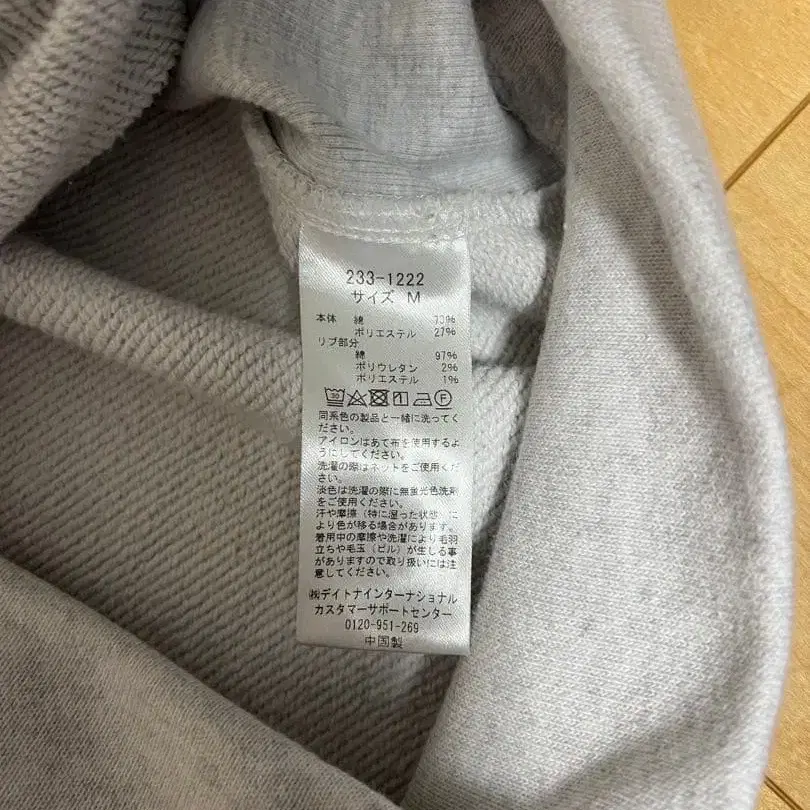 233-1222
サイズ M
本体 綿 73%
ポリエステル 27%
リブ部分
綿 97%
ポリウレタン 2%
ポリエステル 1%
30 F
同系色の製品と一緒に洗ってく
ださい。
アイロンはあて布を使用するよ
うにしてください。
洗濯の際はネットをご使用くだ
さい。
淡色は洗濯の際に無蛍光色洗剤
をご使用ください。
汗や摩擦(特に湿った状態)に
より色が移る場合があります。
着用中の摩擦や洗濯により毛羽
立ちや毛玉(ピル)が生じる事
がありますので取り扱いには注
意してください。
㈱デイトナインターナショナル
カスタマーサポートセンター
0120-951-269
中国製